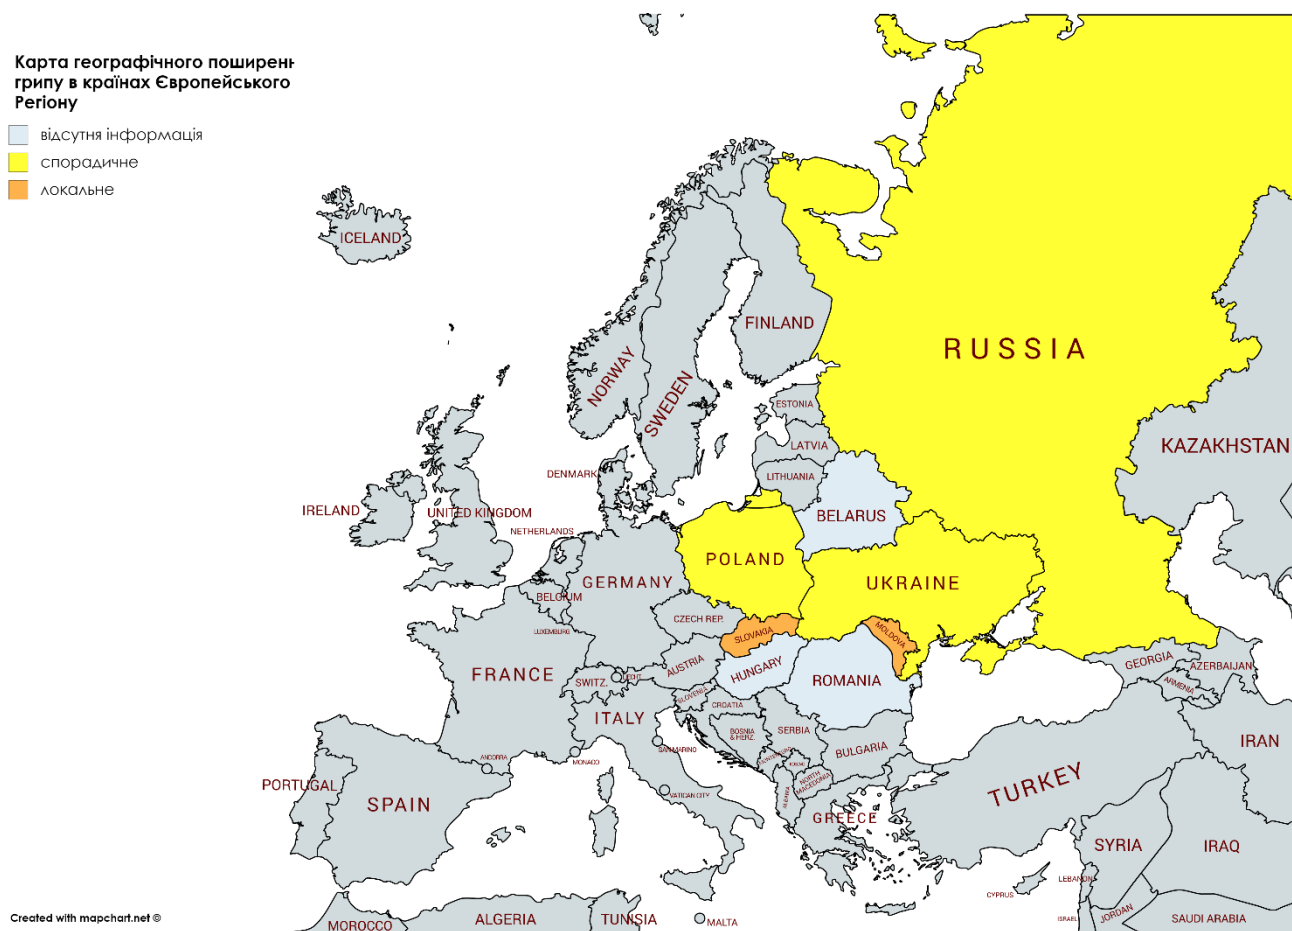 Карта географічного поширенн
грипу в країнах Європейського
Регіону
відсутня інформація
спорадичне
локальне
ICELAND
NORWAY
SWEDEN
FINLAND
RUSSIA
ESTONIA
LATVIA
LITHUANIA
KAZAKHSTAN
DENMARK
IRELAND
UNITED KINGDOM
NETHERLANDS
BELARUS
POLAND
GERMANY
UKRAINE
BELGIUM
CZECH REP.
LUXEMBURG
SLOVAKIA
MOLDOVA
FRANCE
SWITZ.
LIECHT.
AUSTRIA
HUNGARY
ROMANIA
GEORGIA
AZERBAIJAN
ARMENIA
SLOVENIA
CROATIA
ITALY
BOSNIA
& HERZ.
SERBIA
BULGARIA
IRAN
SAN MARINO
MONTENEGRO
ANDORRA
MONACO
NORTH
MACEDONIA
PORTUGAL
SPAIN
VATICAN CITY
ALBANIA
TURKEY
GREECE
SYRIA
IRAQ
LEBANON
CYPRUS
Created with mapchart.net ©
MOROCCO
ALGERIA
TUNISIA
MALTA
ISRAEL
JORDAN
SAUDI ARABIA